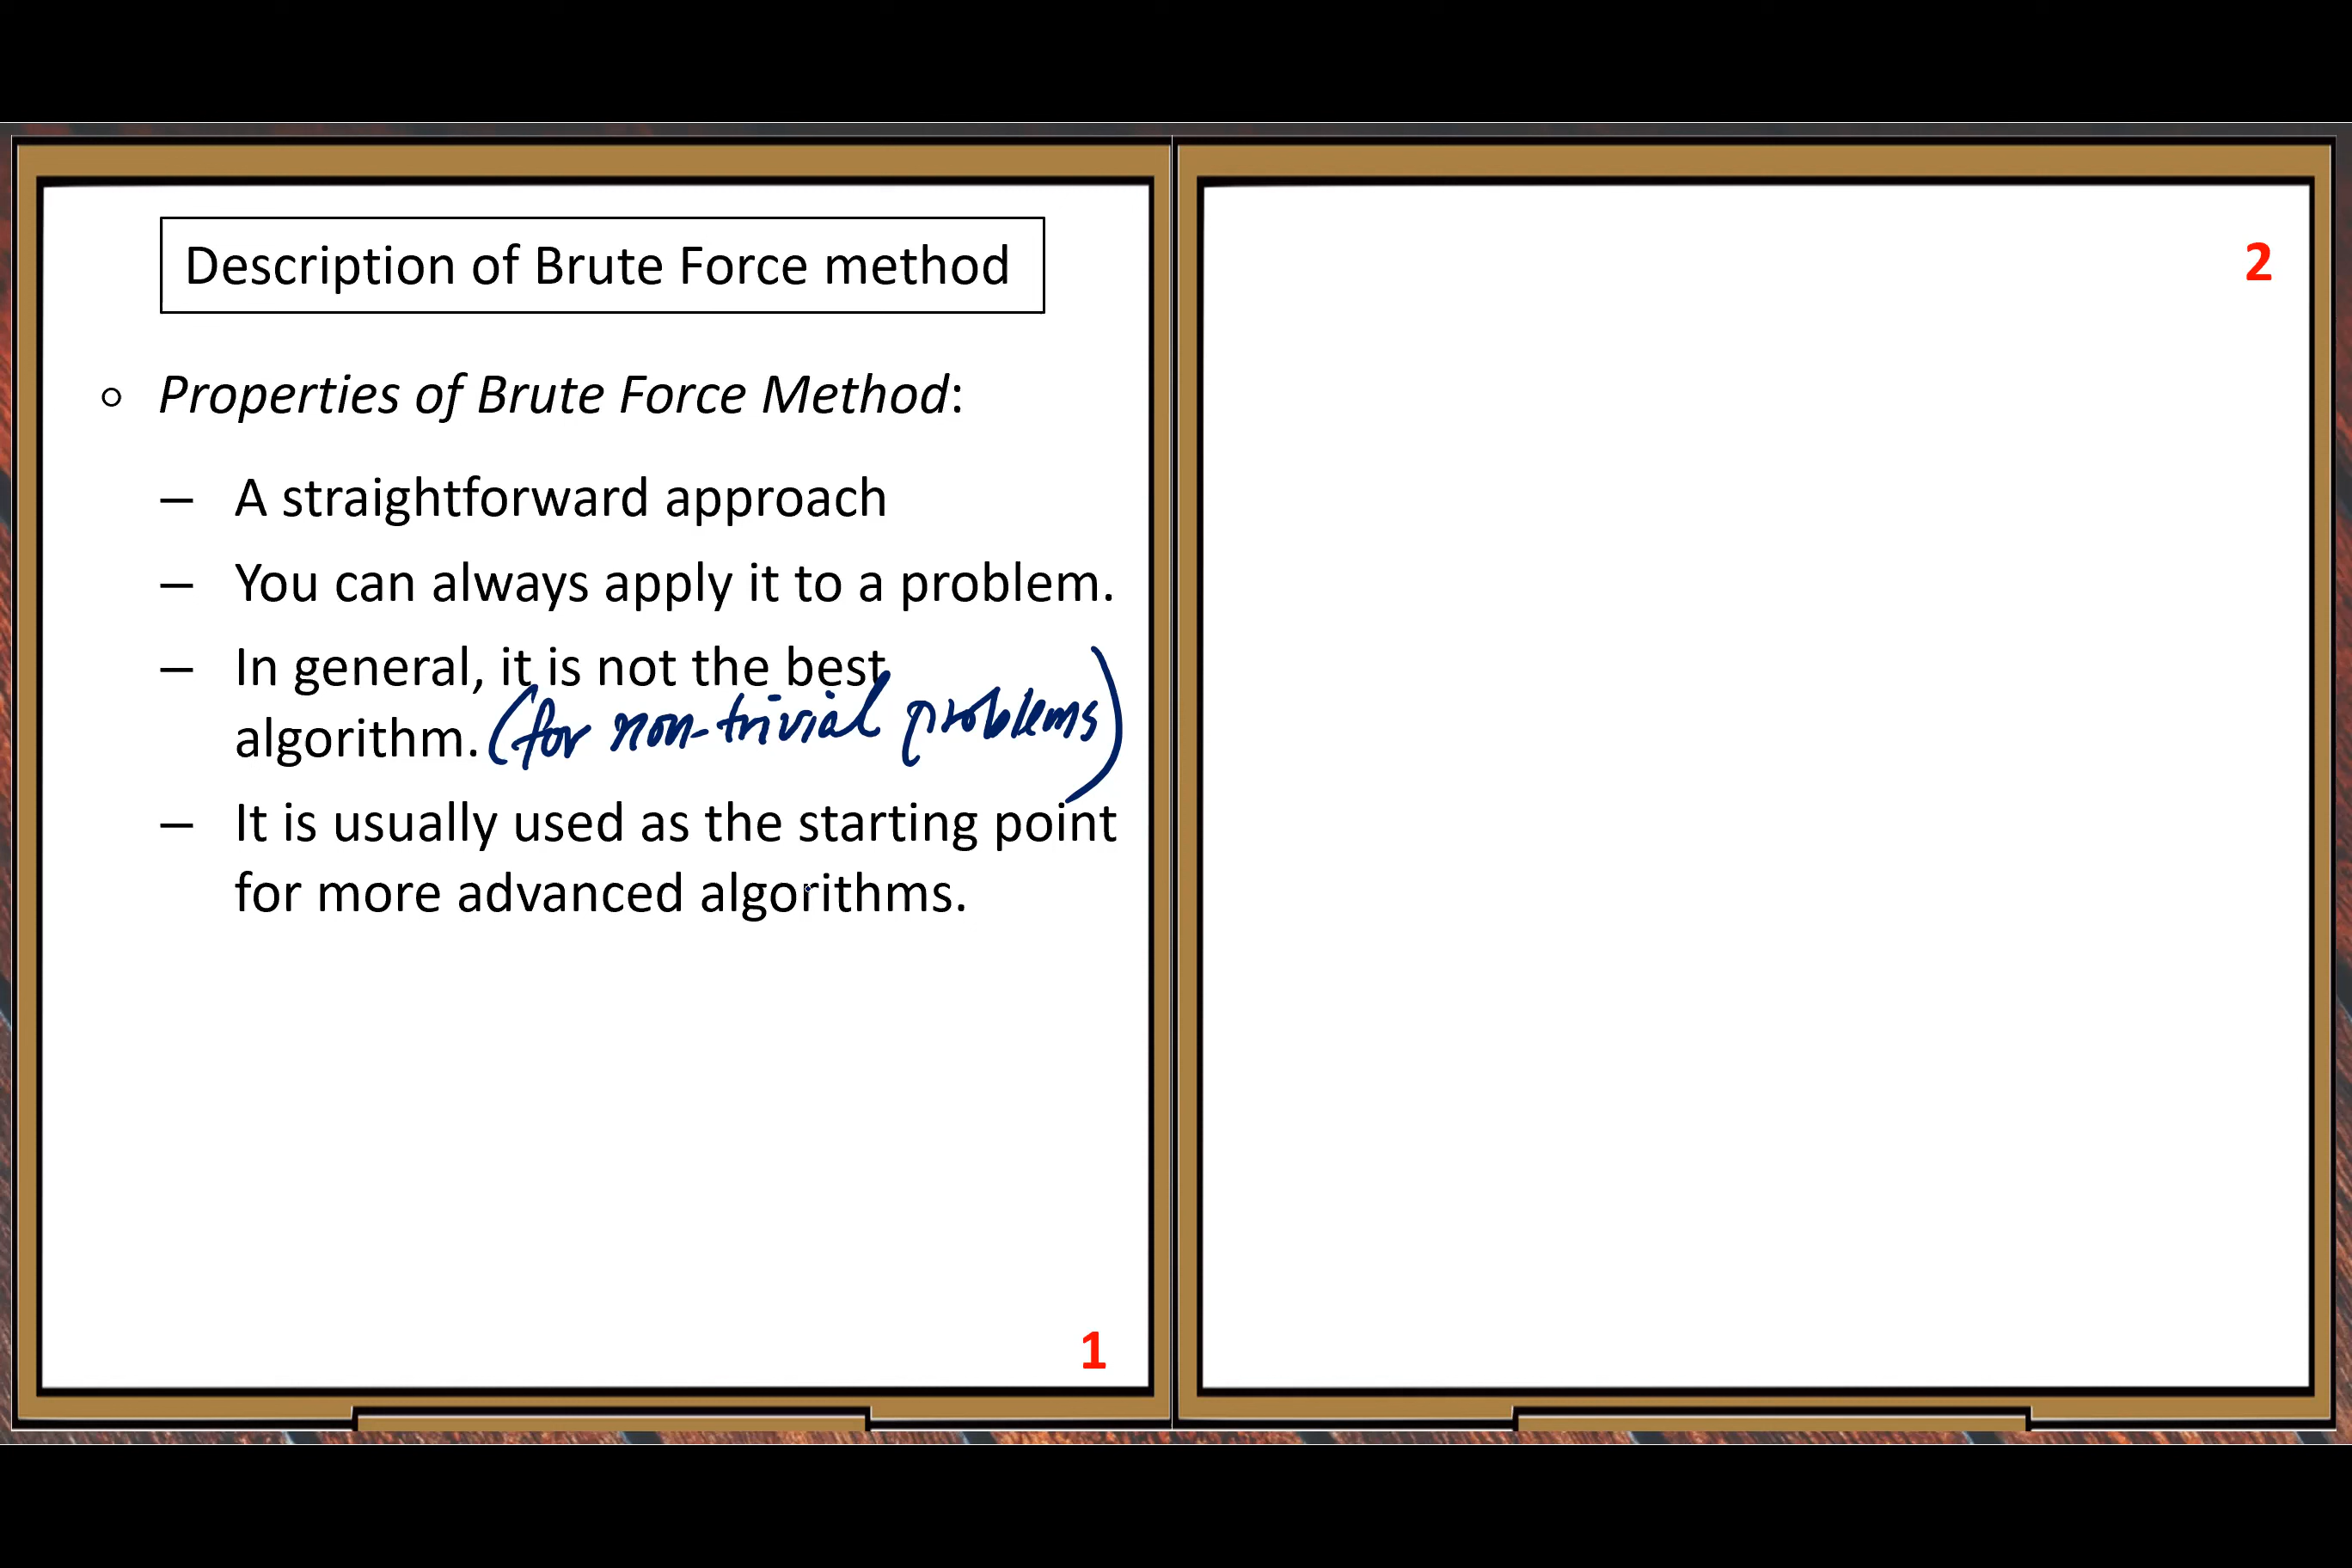 Description of Brute Force method
Properties of Brute Force Method:
– A straightforward approach
– You can always apply it to a problem.
– In general, it is not the best
algorithm. (for non-trivial problems)
– It is usually used as the starting point
for more advanced algorithms.
1
2